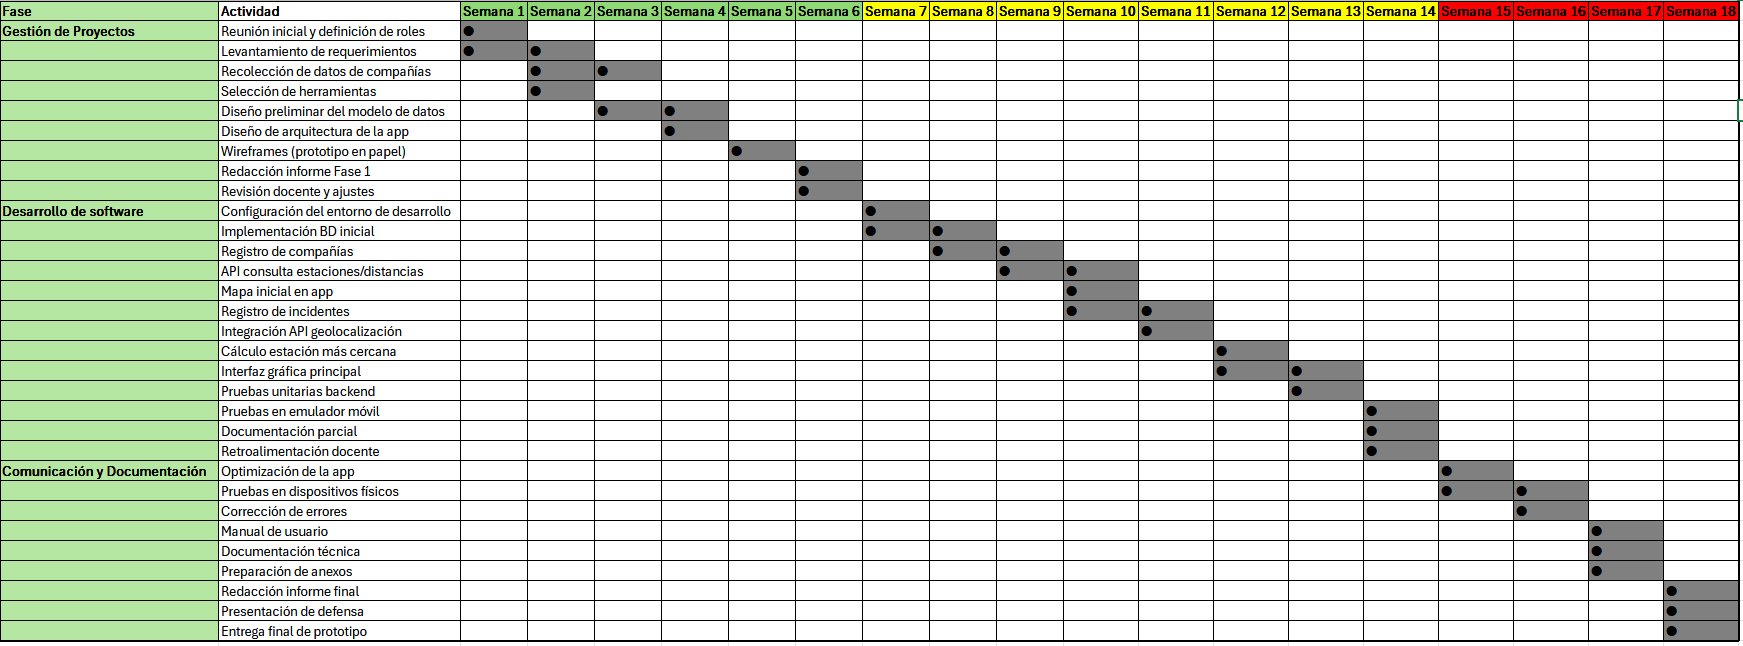 Fase Actividad Semana 1 Semana 2 Semana 3 Semana 4 Semana 5 Semana 6 Semana 7 Semana 8 Semana 9 Semana 10 Semana 11 Semana 12 Semana 13 Semana 14 Semana 15 Semana 16 Semana 17 Semana 18
Gestión de Proyectos Reunión inicial y definición de roles ●
Levantamiento de requerimientos ● ●
Recolección de datos de compañías ● ●
Selección de herramientas ●
Diseño preliminar del modelo de datos ● ●
Diseño de arquitectura de la app ●
Wireframes (prototipo en papel) ●
Redacción informe Fase 1 ●
Revisión docente y ajustes ●
Desarrollo de software Configuración del entorno de desarrollo ●
Implementación BD inicial ● ●
Registro de compañías ● ●
API consulta estaciones/distancias ● ●
Mapa inicial en app ●
Registro de incidentes ● ●
Integración API geolocalización ●
Cálculo estación más cercana ●
Interfaz gráfica principal ● ●
Pruebas unitarias backend ●
Pruebas en emulador móvil ●
Documentación parcial ●
Retroalimentación docente ●
Comunicación y Documentación Optimización de la app ●
Pruebas en dispositivos físicos ● ●
Corrección de errores ●
Manual de usuario ●
Documentación técnica ●
Preparación de anexos ●
Redacción informe final ●
Presentación de defensa ●
Entrega final de prototipo ●